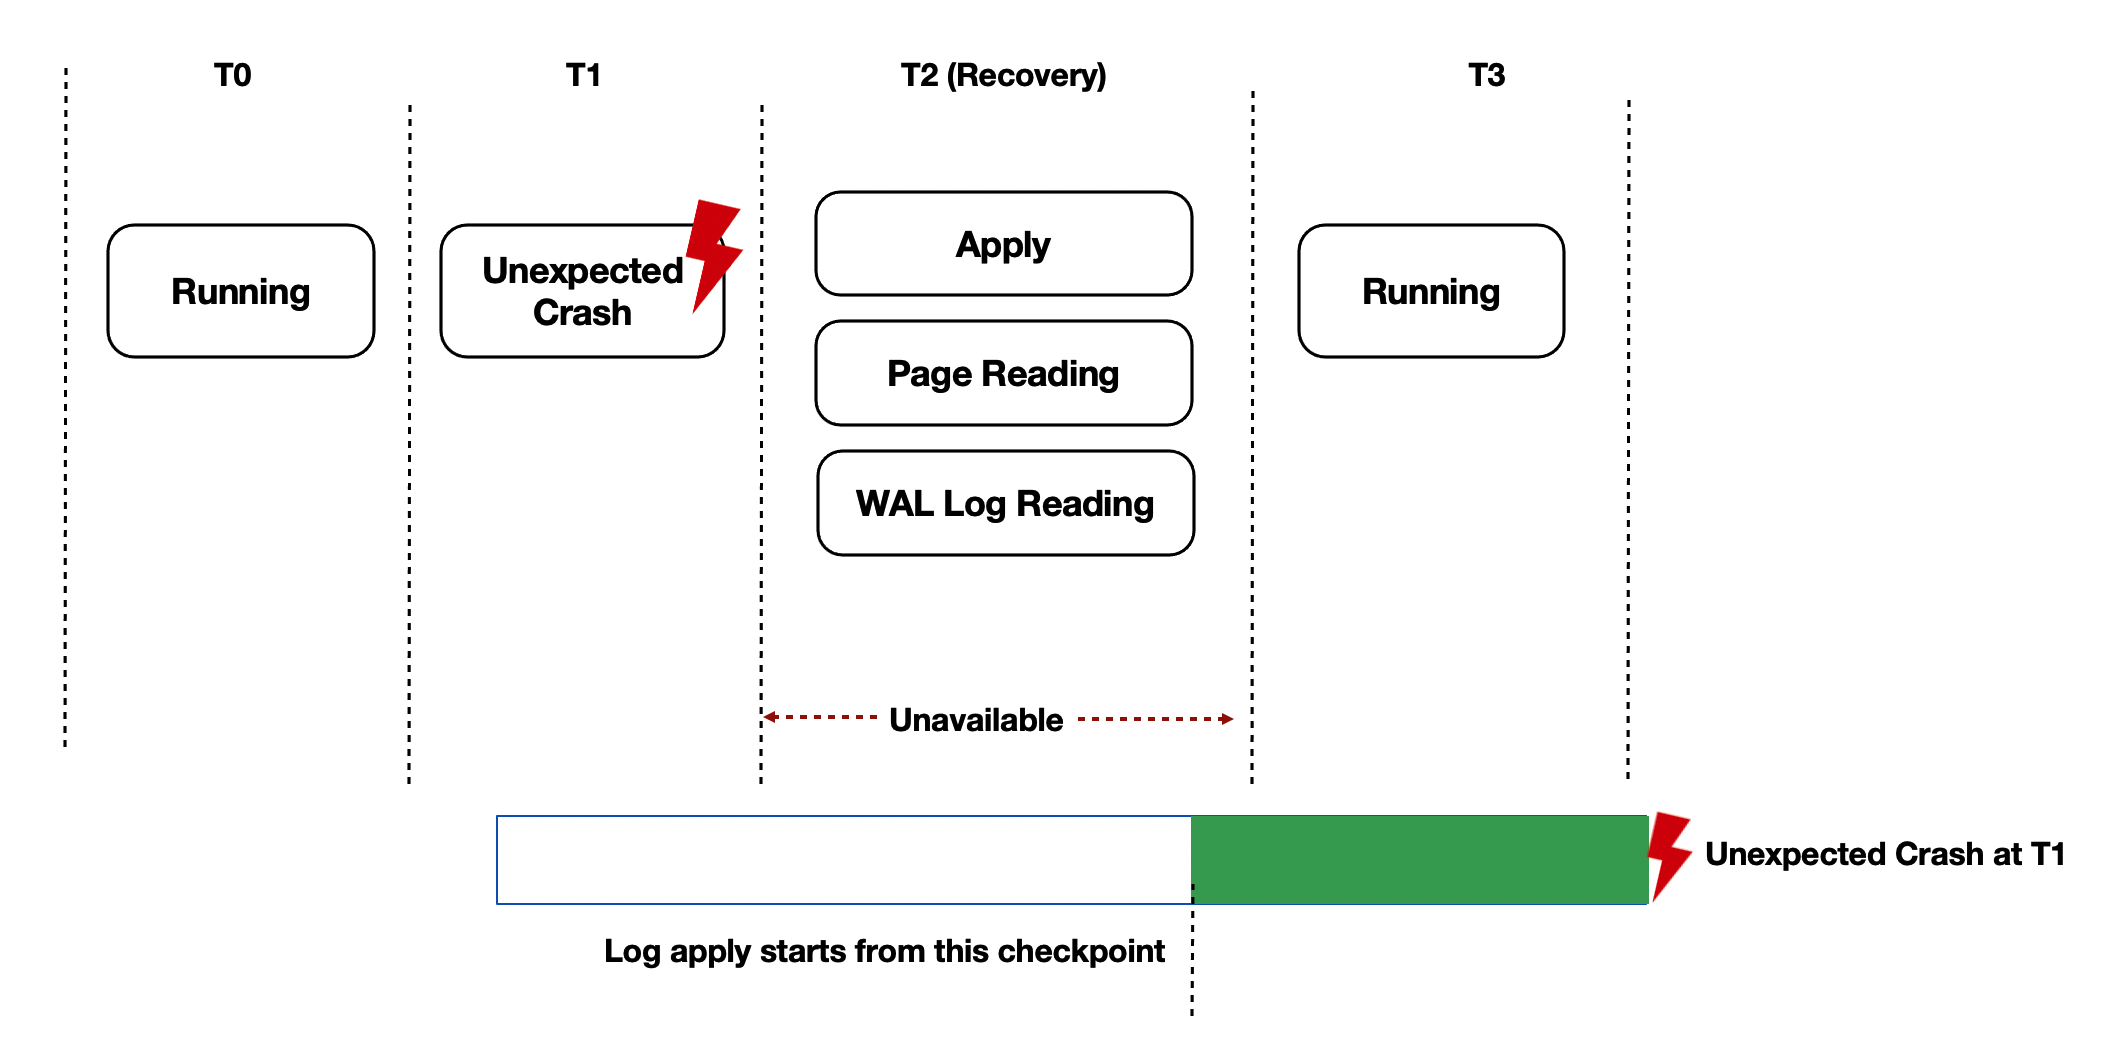 T0
T1
T2 (Recovery)
T3
Running
Unexpected
Crash
Apply
Page Reading
WAL Log Reading
Running
Unavailable
Unexpected Crash at T1
Log apply starts from this checkpoint